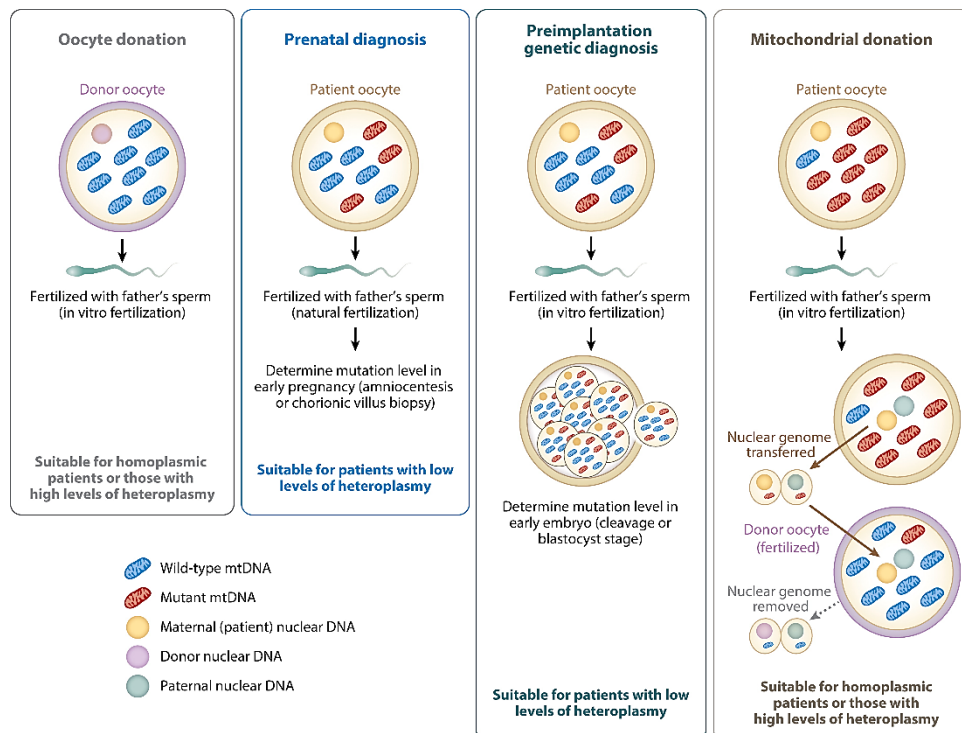 Oocyte donation
Donor oocyte
Fertilized with father's sperm
(in vitro fertilization)
Suitable for homoplasmic
patients or those with
high levels of heteroplasmy
Prenatal diagnosis
Patient oocyte
Fertilized with father's sperm
(natural fertilization)
Determine mutation level in
early pregnancy (amniocentesis
or chorionic villus biopsy)
Suitable for patients with low
levels of heteroplasmy
Preimplantation
genetic diagnosis
Patient oocyte
Fertilized with father's sperm
(in vitro fertilization)
Determine mutation level in
early embryo (cleavage or
blastocyst stage)
Suitable for patients with low
levels of heteroplasmy
Mitochondrial donation
Patient oocyte
Fertilized with father's sperm
(in vitro fertilization)
Nuclear genome
transferred
Donor oocyte
(fertilized)
Nuclear genome
removed
Suitable for homoplasmic
patients or those with
high levels of heteroplasmy
Wild-type mtDNA
Mutant mtDNA
Maternal (patient) nuclear DNA
Donor nuclear DNA
Paternal nuclear DNA